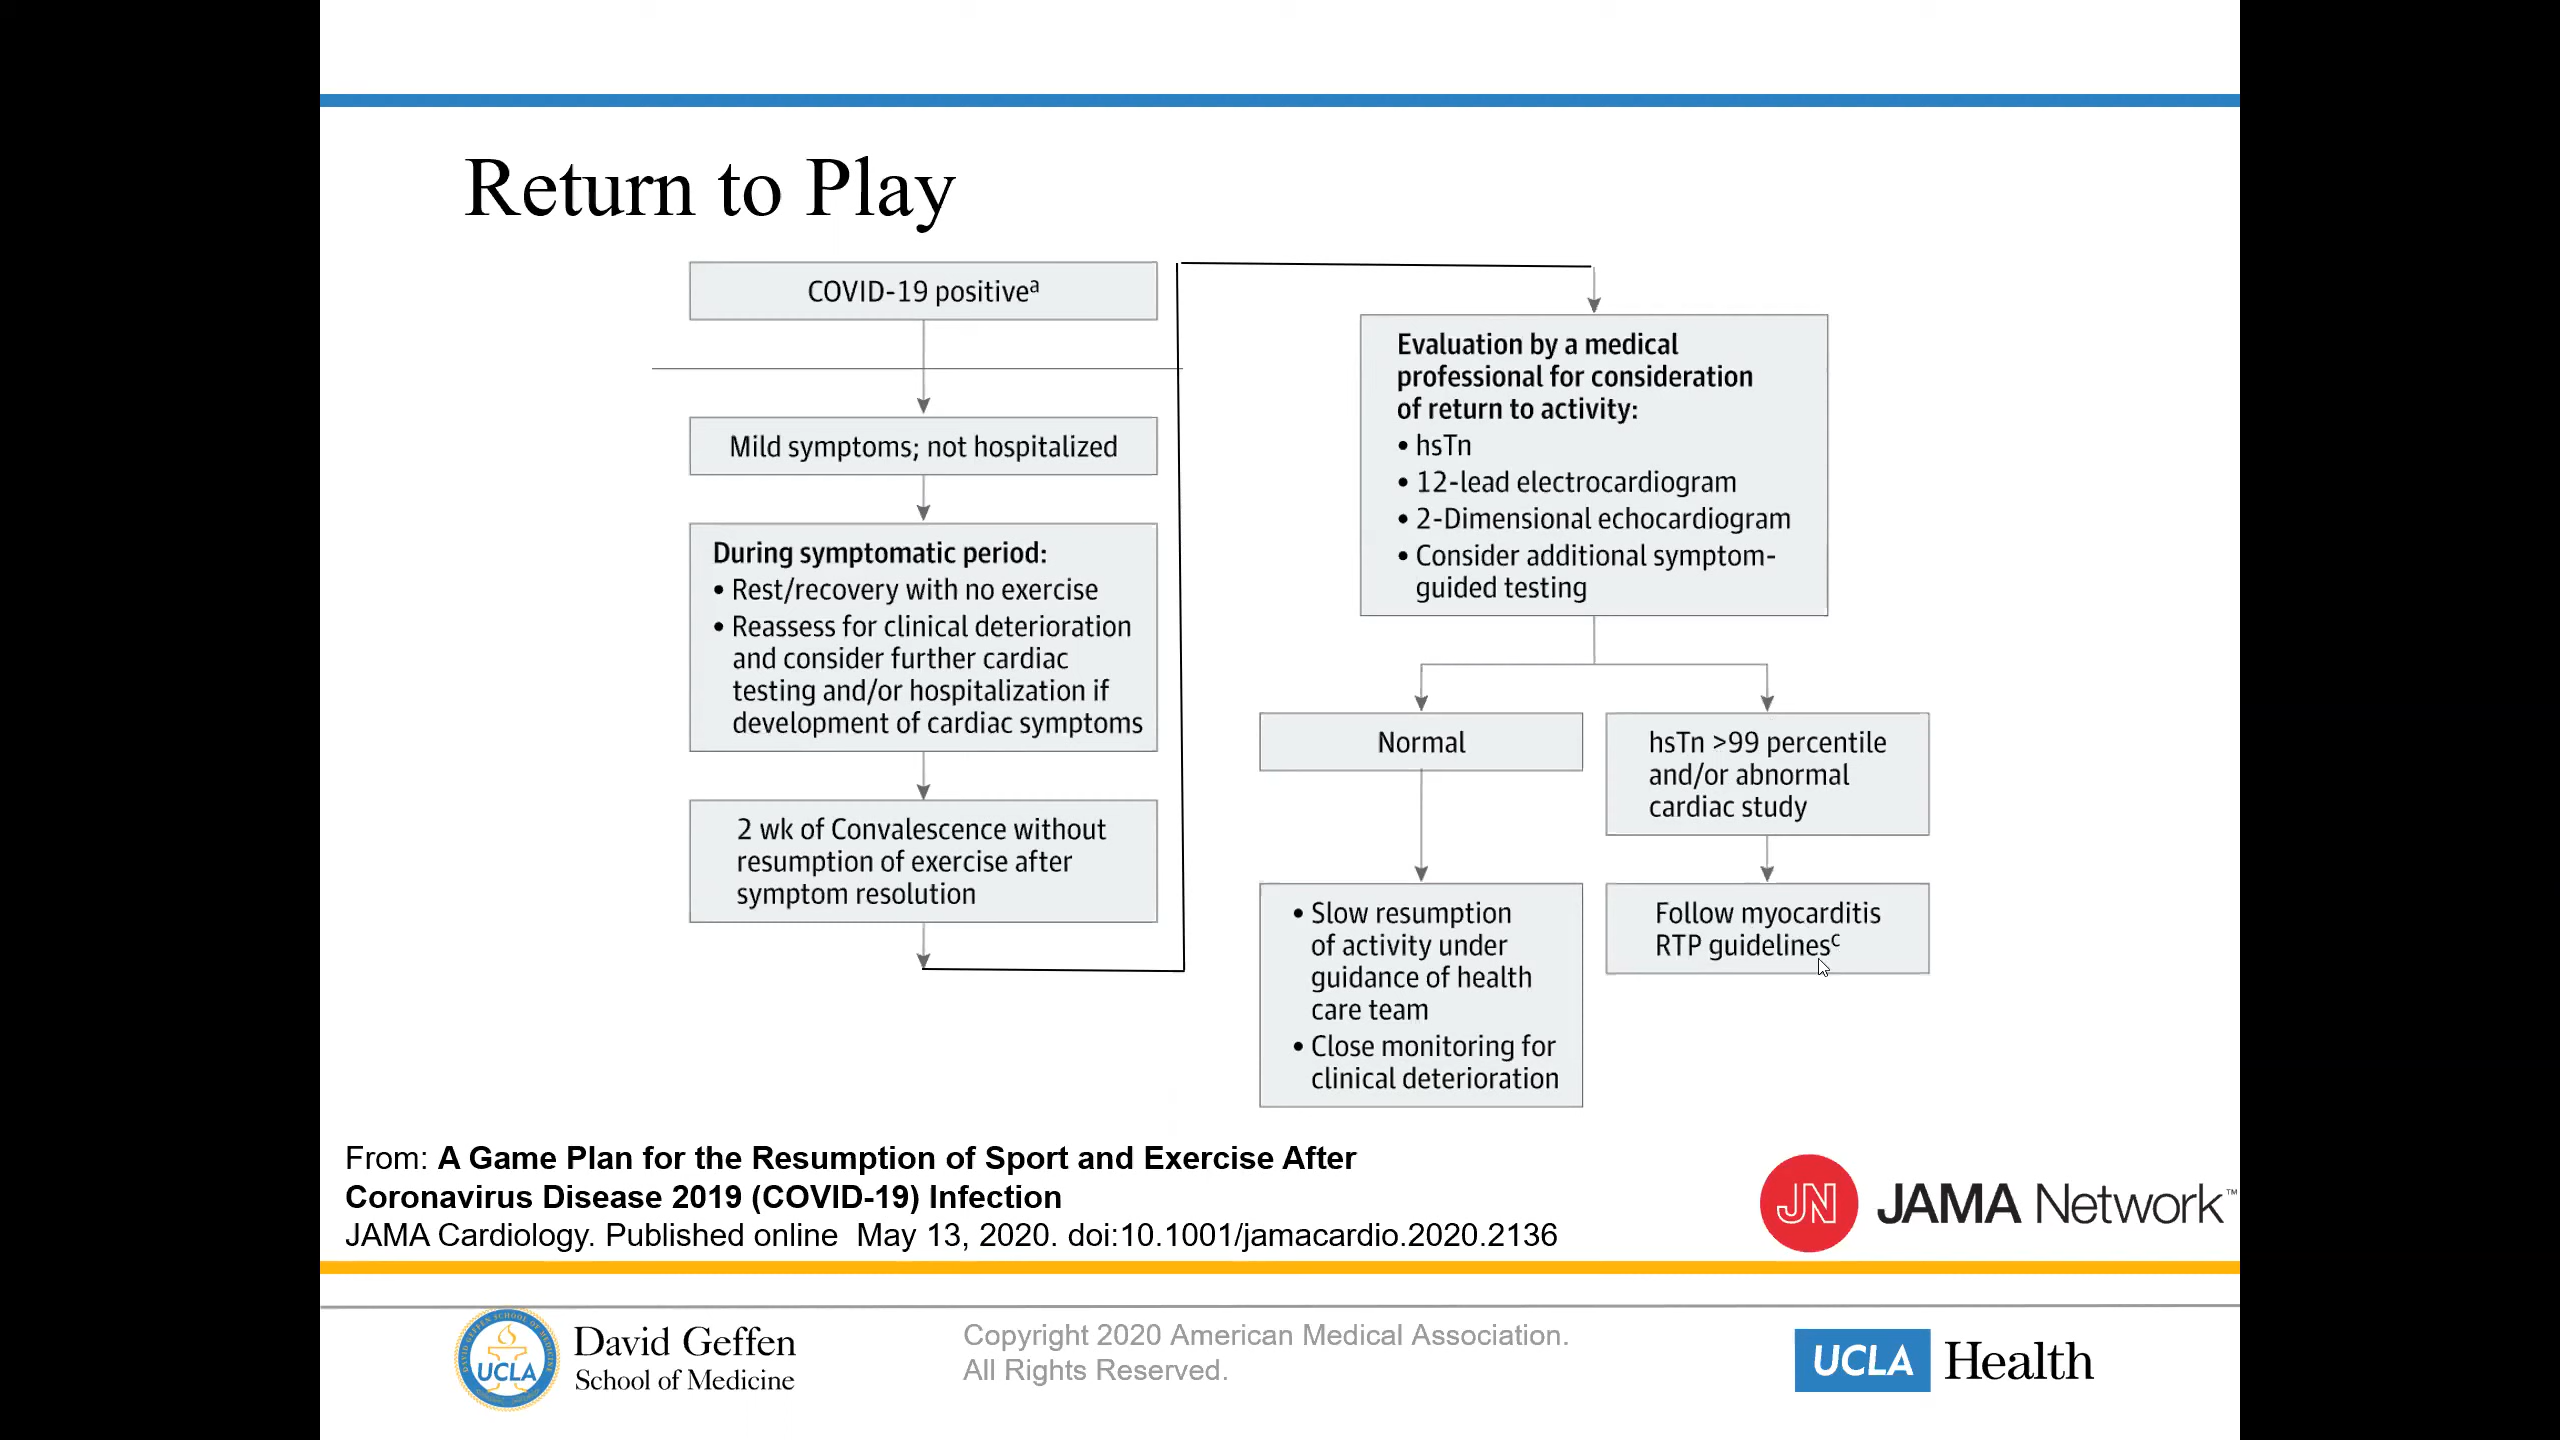 Return to Play
COVID-19 positiveᵃ
Mild symptoms; not hospitalized
During symptomatic period:
• Rest/recovery with no exercise
• Reassess for clinical deterioration
and consider further cardiac
testing and/or hospitalization if
development of cardiac symptoms
2 wk of Convalescence without
resumption of exercise after
symptom resolution
Evaluation by a medical
professional for consideration
of return to activity:
• hsTn
• 12-lead electrocardiogram
• 2-Dimensional echocardiogram
• Consider additional symptom-
guided testing
Normal
• Slow resumption
of activity under
guidance of health
care team
• Close monitoring for
clinical deterioration
hsTn >99 percentile
and/or abnormal
cardiac study
Follow myocarditis
RTP guidelinesᶜ
From: A Game Plan for the Resumption of Sport and Exercise After
Coronavirus Disease 2019 (COVID-19) Infection
JAMA Cardiology. Published online May 13, 2020. doi:10.1001/jamacardio.2020.2136
JN JAMA Network™
UCLA
David Geffen
School of Medicine
Copyright 2020 American Medical Association.
All Rights Reserved.
UCLA Health